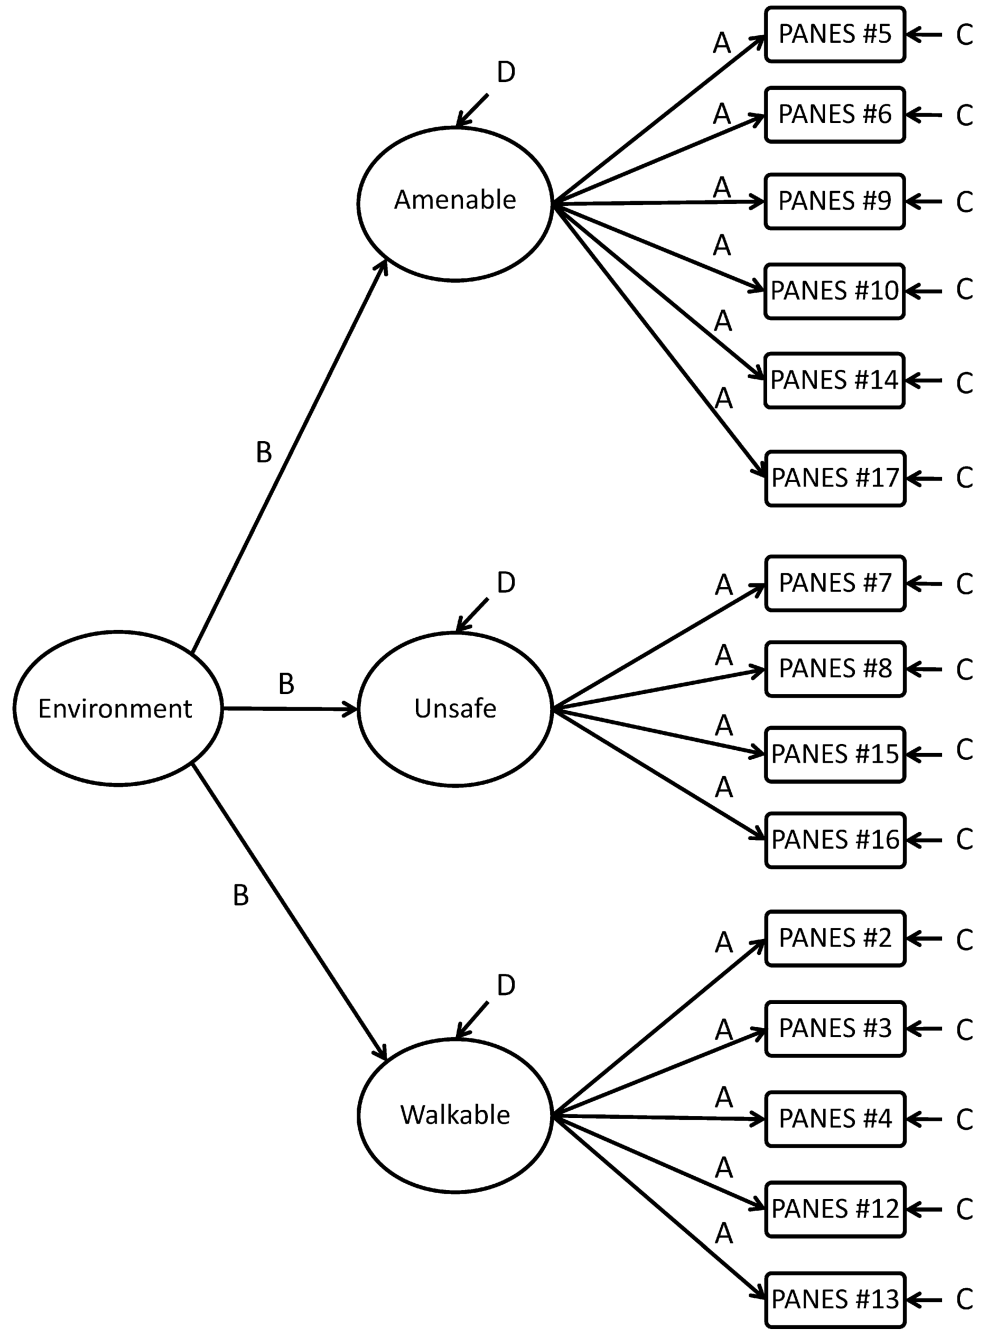 A
PANES #5
C
D
A
PANES #6
C
Amenable
A
PANES #9
C
A
PANES #10
C
A
PANES #14
C
A
PANES #17
C
B
D
A
PANES #7
C
A
PANES #8
C
Environment
B
Unsafe
A
PANES #15
C
A
PANES #16
C
B
A
PANES #2
C
D
A
PANES #3
C
Walkable
A
PANES #4
C
A
PANES #12
C
A
PANES #13
C